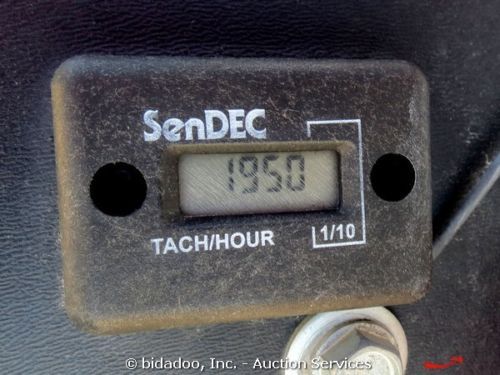 SenDEC
1950
TACH/HOUR
1/10
© bidadoo, Inc. - Auction Services